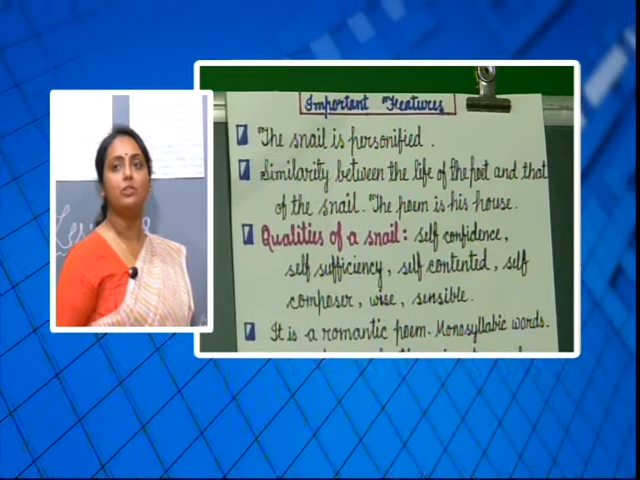 Important Features
The snail is personified.
Similarity between the life of the poet and that
of the snail. The poem is his house.
Qualities of a snail: self confidence,
self sufficiency, self contented, self
composer, wise, sensible.
It is a romantic poem. Monosyllabic words.